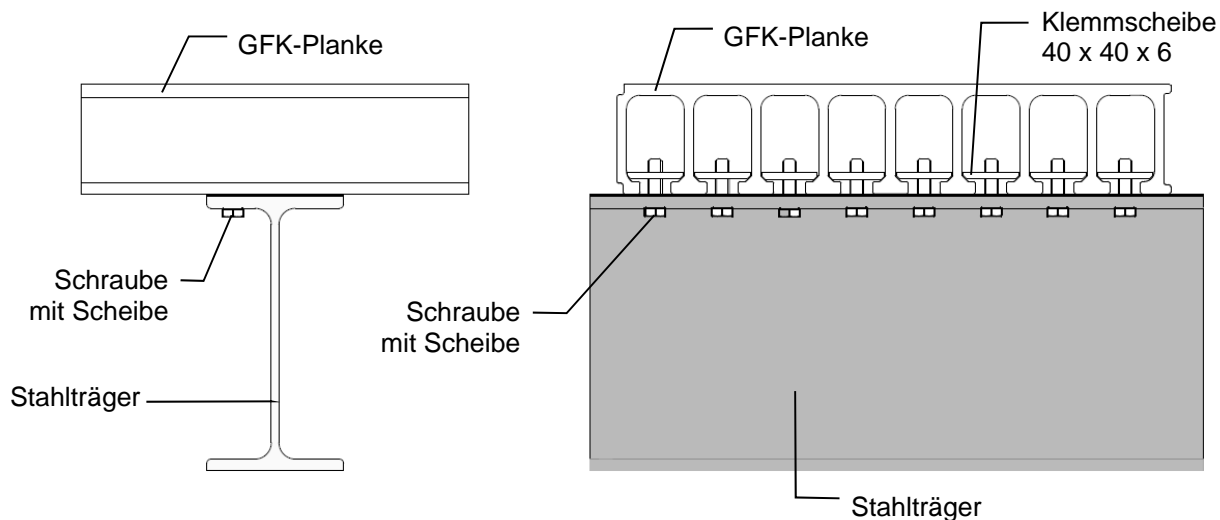 GFK-Planke
Schraube
mit Scheibe
Stahlträger
GFK-Planke
Klemmscheibe
40 x 40 x 6
Schraube
mit Scheibe
Stahlträger